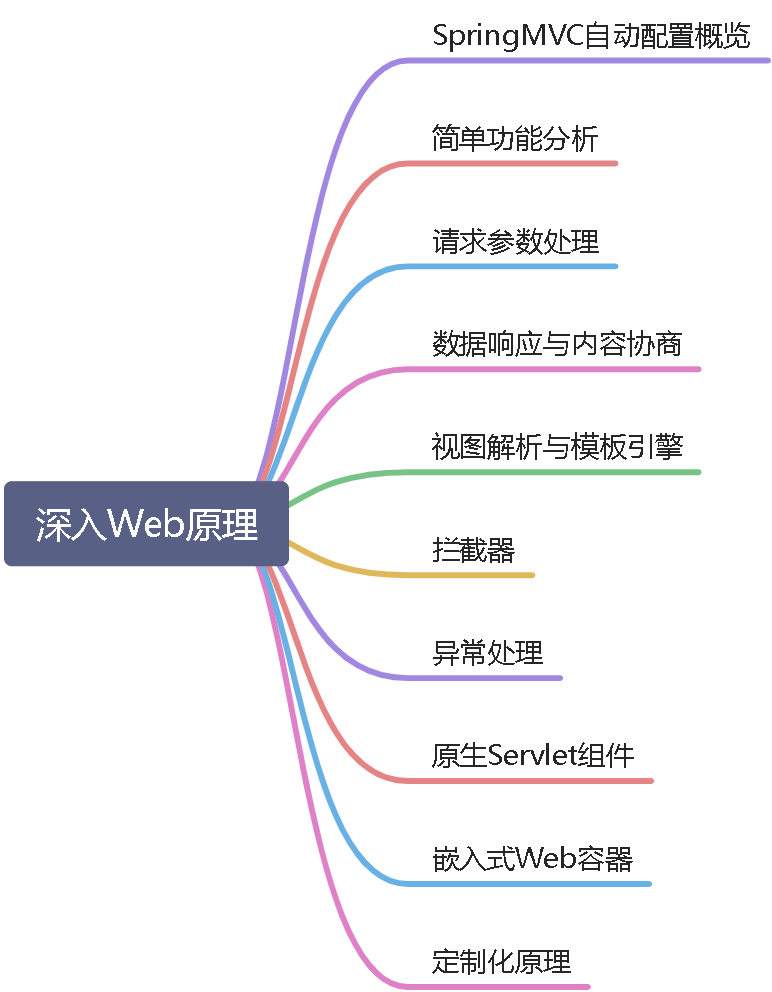 SpringMVC自动配置概览
简单功能分析
请求参数处理
数据响应与内容协商
视图解析与模板引擎
深入Web原理
拦截器
异常处理
原生Servlet组件
嵌入式Web容器
定制化原理